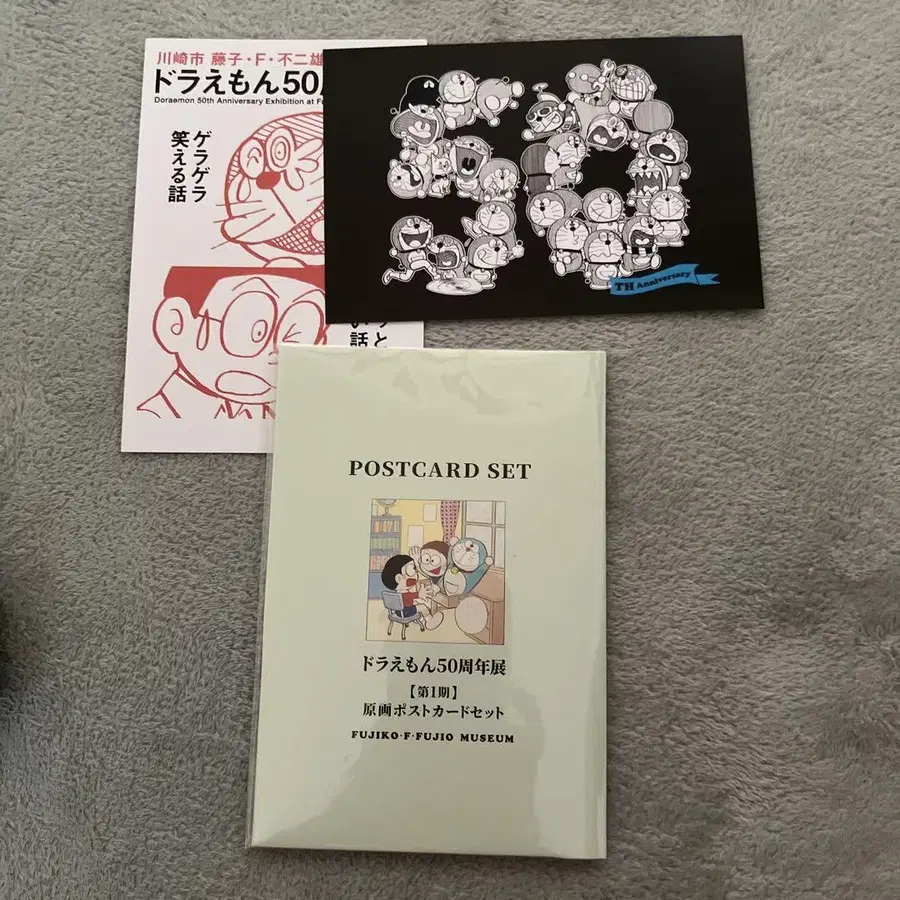 川崎市 藤子・F・不二雄
ドラえもん50
Doraemon 50th Anniversary Exhibition at
ゲラゲラ
笑える話
と
話
TH Anniversary
POSTCARD SET
ドラえもん50周年展
【第1期】
原画ポストカードセット
FUJIKO・F・FUJIO MUSEUM